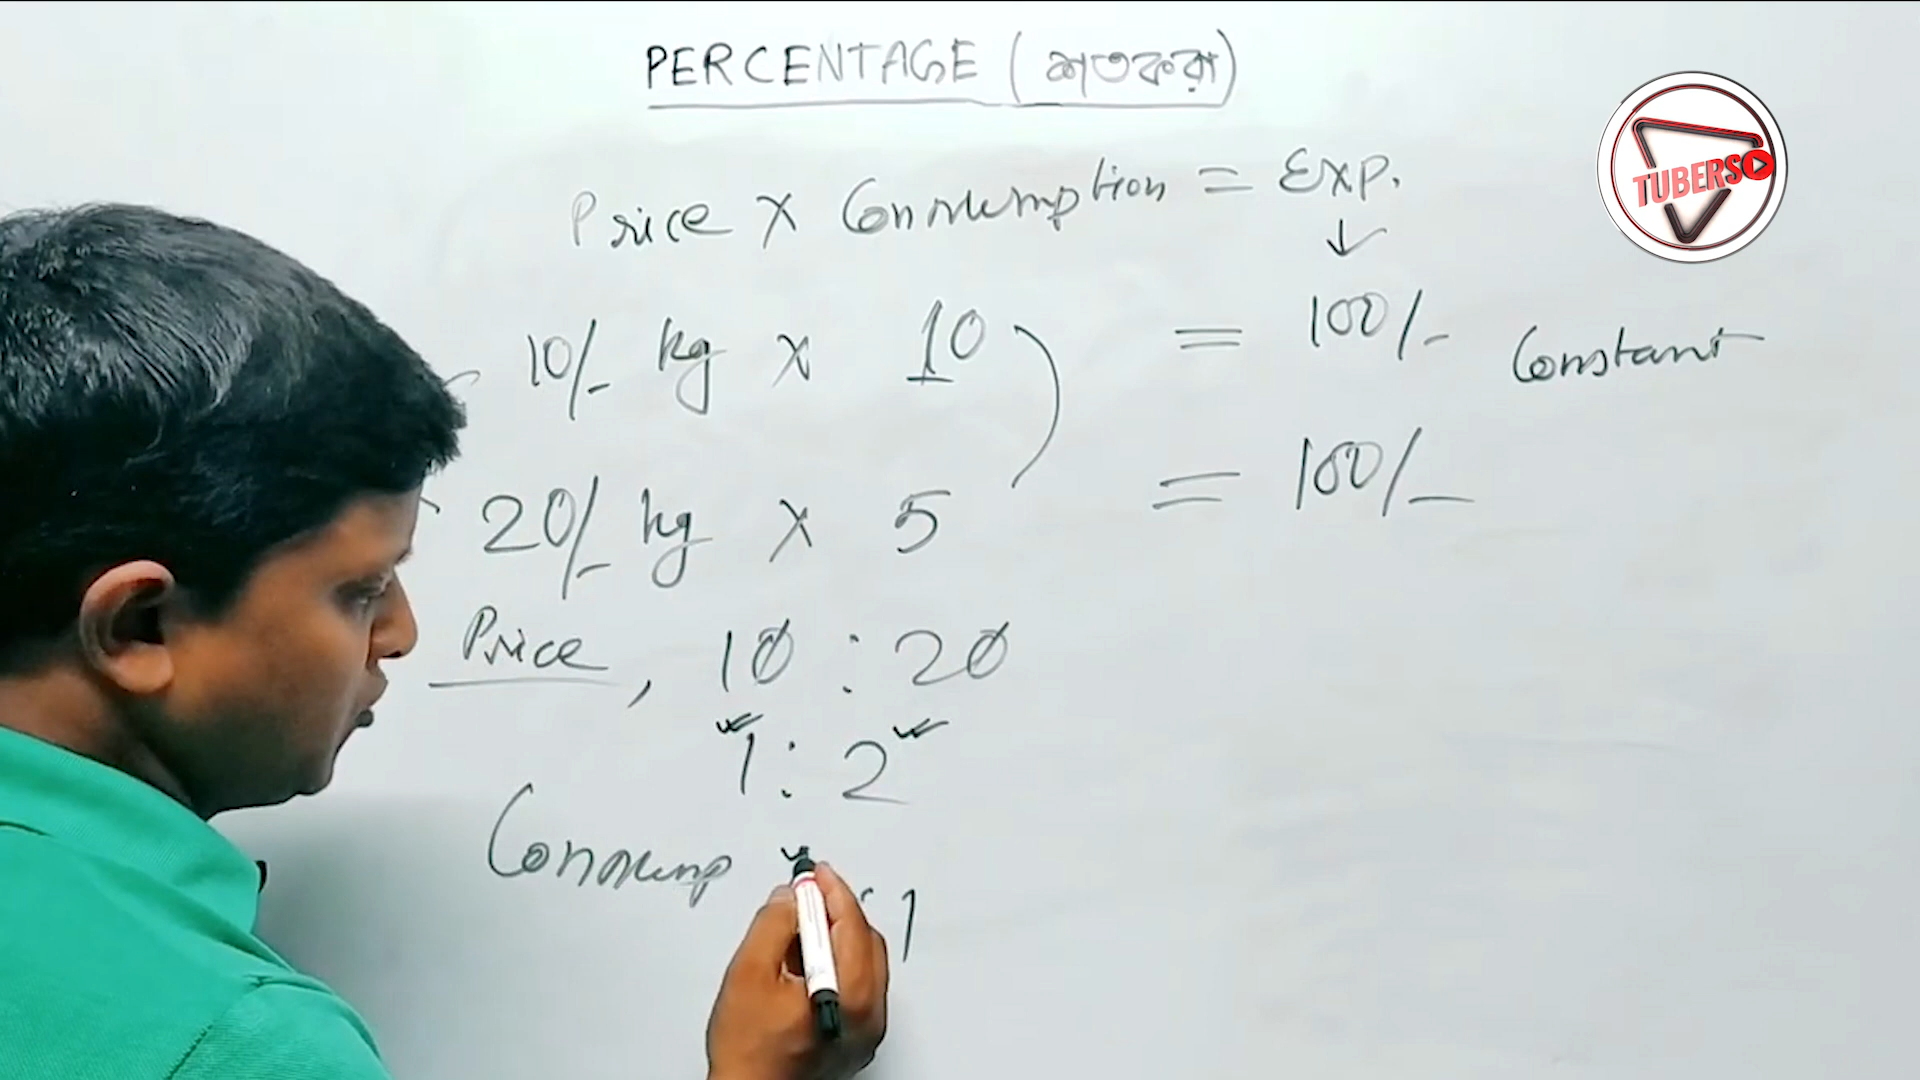 PERCENTAGE (শতকরা)
TUBERS
Price X Consumption = Exp.
↓
10/- kg x 10 = 100/- Constant
20/- kg x 5 = 100/-
Price, 10 : 20
1 : 2
Consump : 1